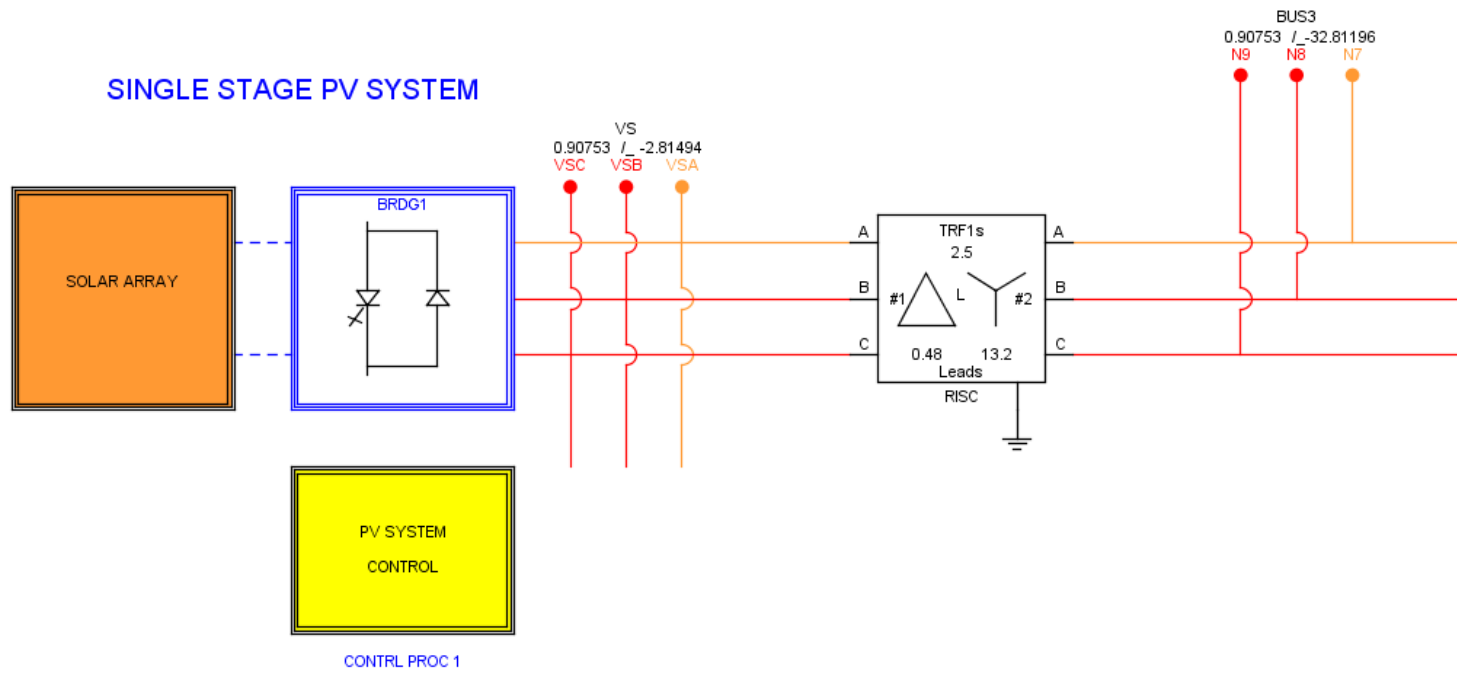 SINGLE STAGE PV SYSTEM
BUS3
0.90753 /_-32.81196
N9 N8 N7
VS
0.90753 /_ -2.81494
VSC VSB VSA
SOLAR ARRAY
BRDG1
A TRF1s A
2.5
B #1 L #2 B
C 0.48 13.2 C
Leads
RISC
PV SYSTEM
CONTROL
CONTRL PROC 1